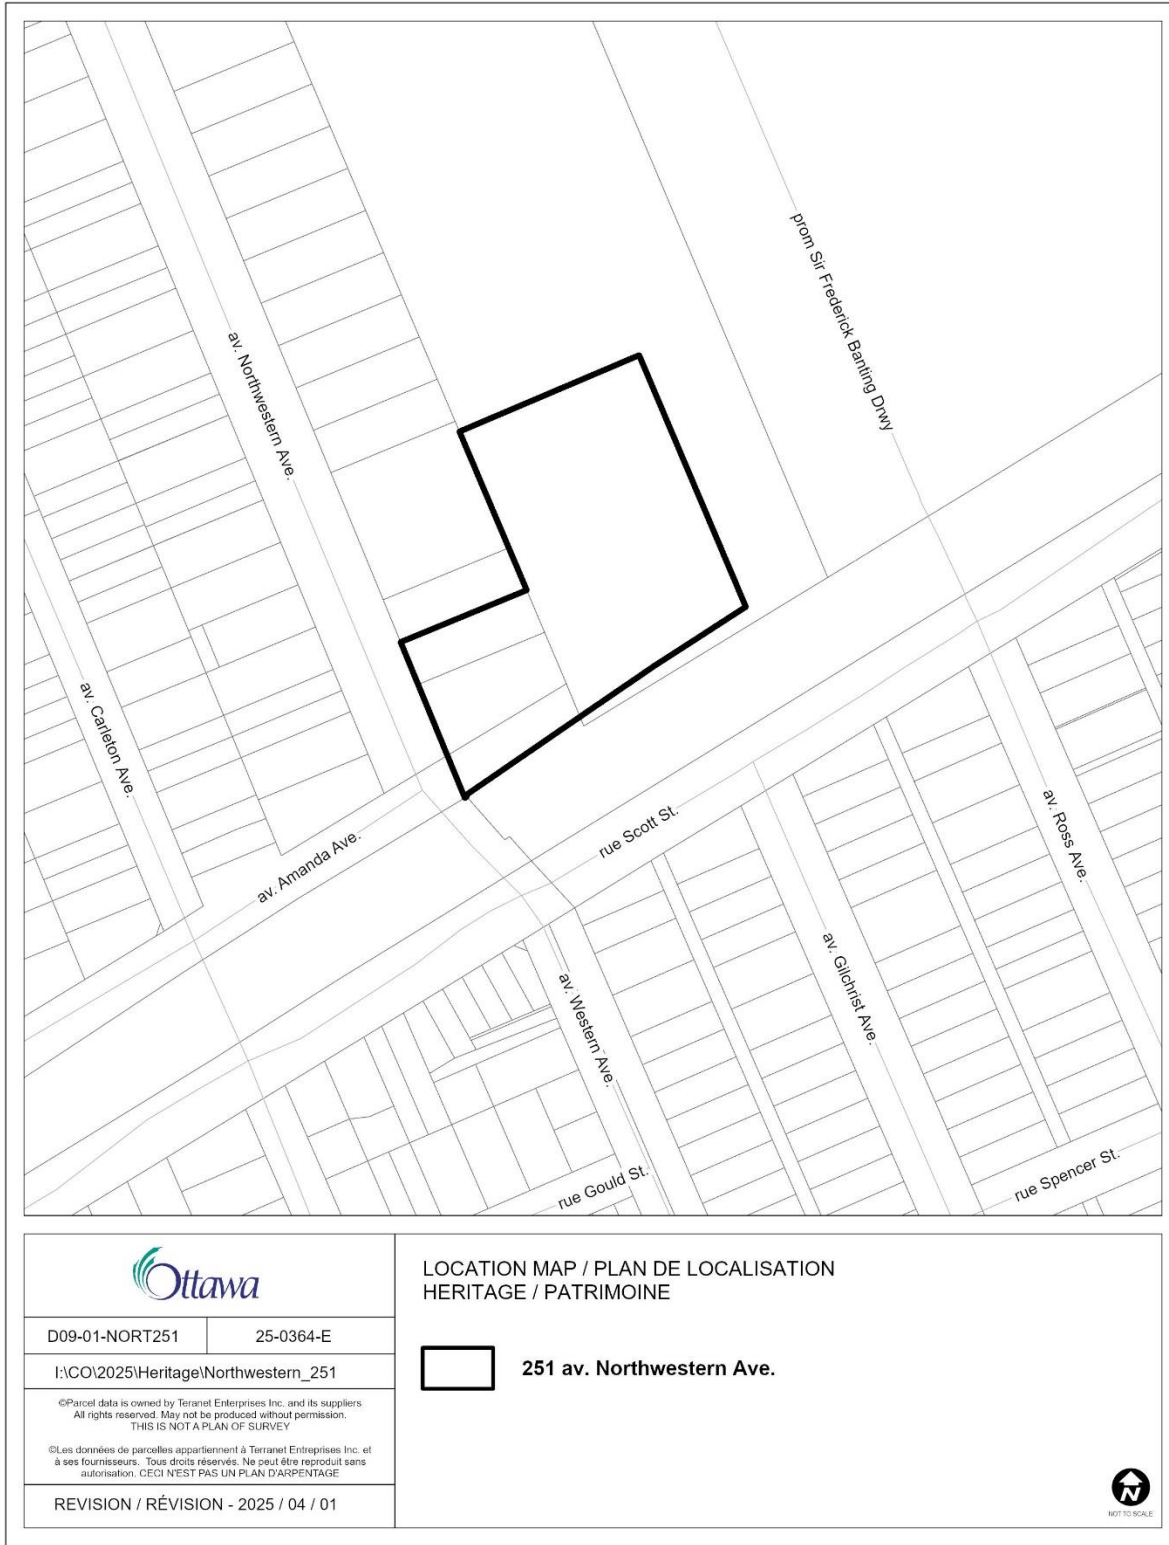 prom Sir Frederick Banting Drwy
av. Northwestern Ave.
av. Carleton Ave.
av. Amanda Ave.
rue Scott St.
av. Ross Ave.
av. Gilchrist Ave.
av. Western Ave.
rue Gould St.
rue Spencer St.
Ottawa
D09-01-NORT251
25-0364-E
I:\CO\2025\Heritage\Northwestern_251
©Parcel data is owned by Teranet Enterprises Inc. and its suppliers
All rights reserved. May not be produced without permission.
THIS IS NOT A PLAN OF SURVEY
©Les données de parcelles appartiennent à Terranet Entreprises Inc. et
à ses fournisseurs. Tous droits réservés. Ne peut être reproduit sans
autorisation. CECI N'EST PAS UN PLAN D'ARPENTAGE
REVISION / RÉVISION - 2025 / 04 / 01
LOCATION MAP / PLAN DE LOCALISATION
HERITAGE / PATRIMOINE
251 av. Northwestern Ave.
N
NOT TO SCALE